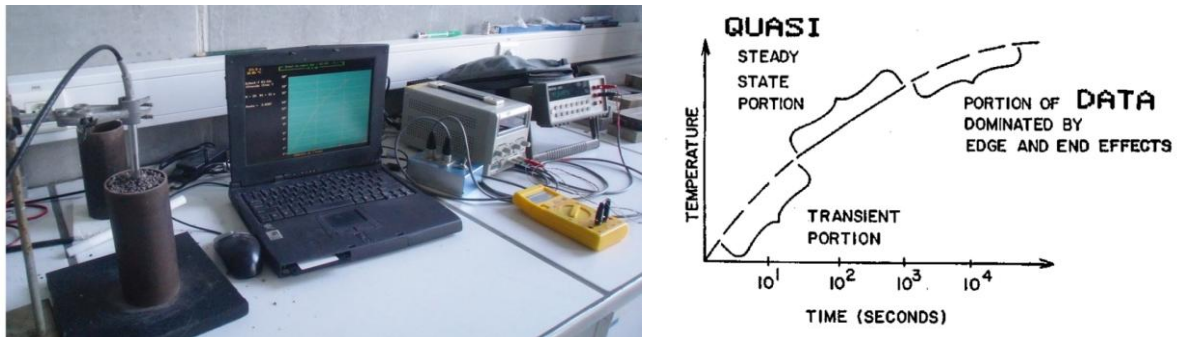 QUASI
STEADY
STATE
PORTION
PORTION OF DATA
DOMINATED BY
EDGE AND END EFFECTS
TRANSIENT
PORTION
TEMPERATURE
10¹ 10² 10³ 10⁴
TIME (SECONDS)